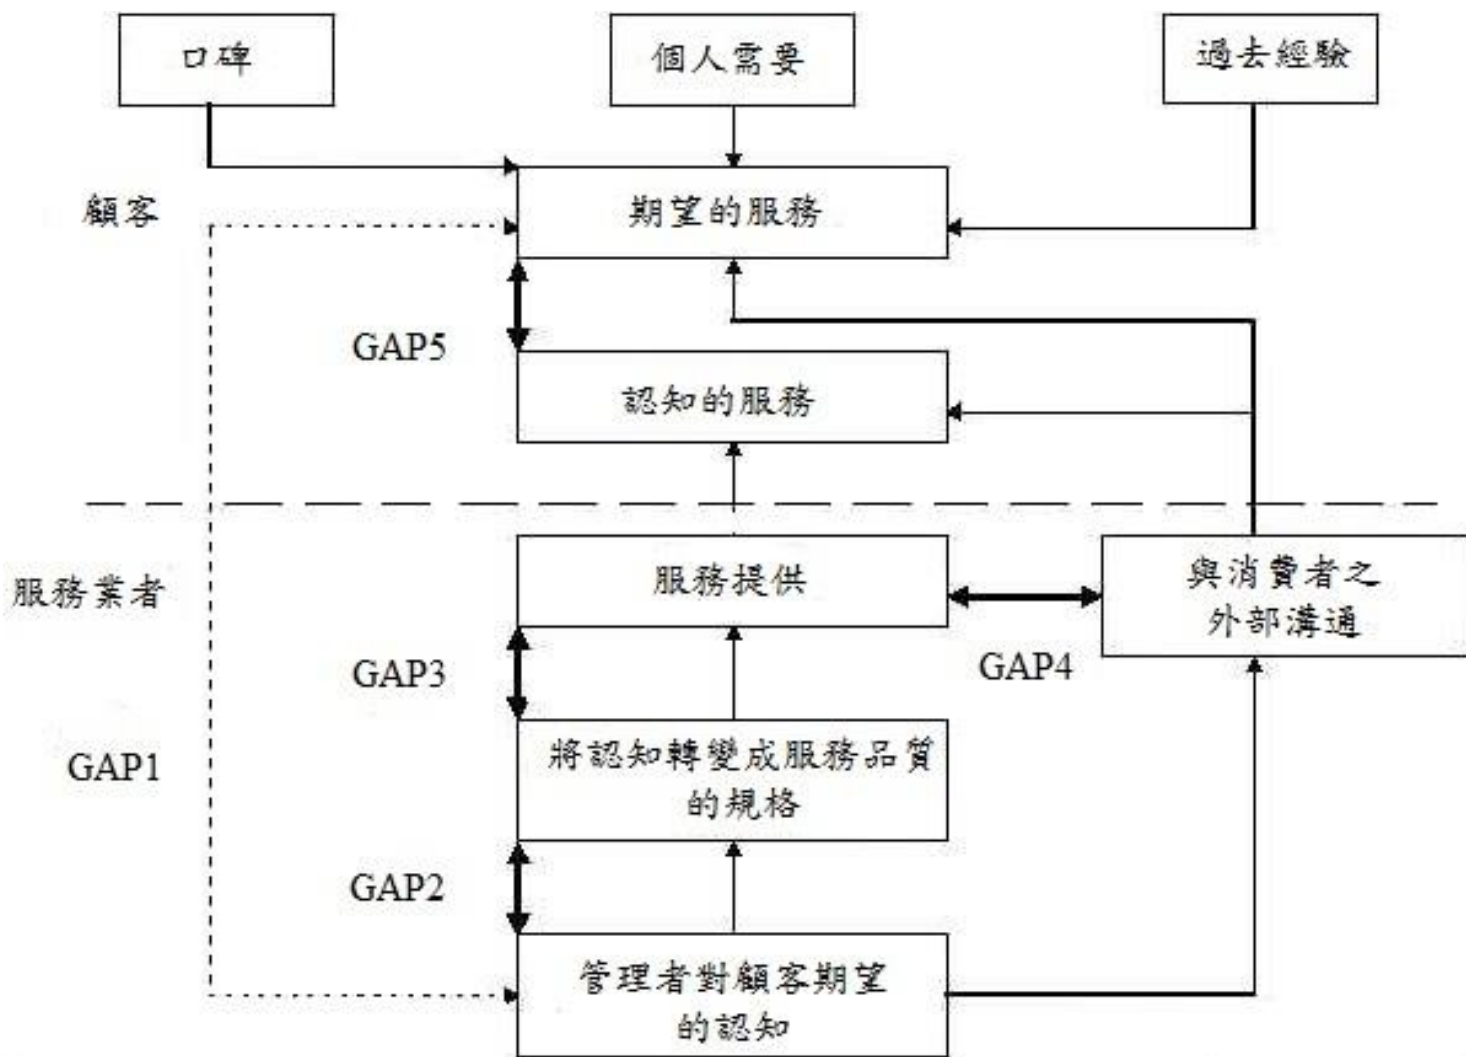 口碑
個人需要
過去經驗
顧客
期望的服務
GAP5
認知的服務
服務業者
服務提供
與消費者之
外部溝通
GAP3
GAP4
GAP1
將認知轉變成服務品質
的規格
GAP2
管理者對顧客期望
的認知